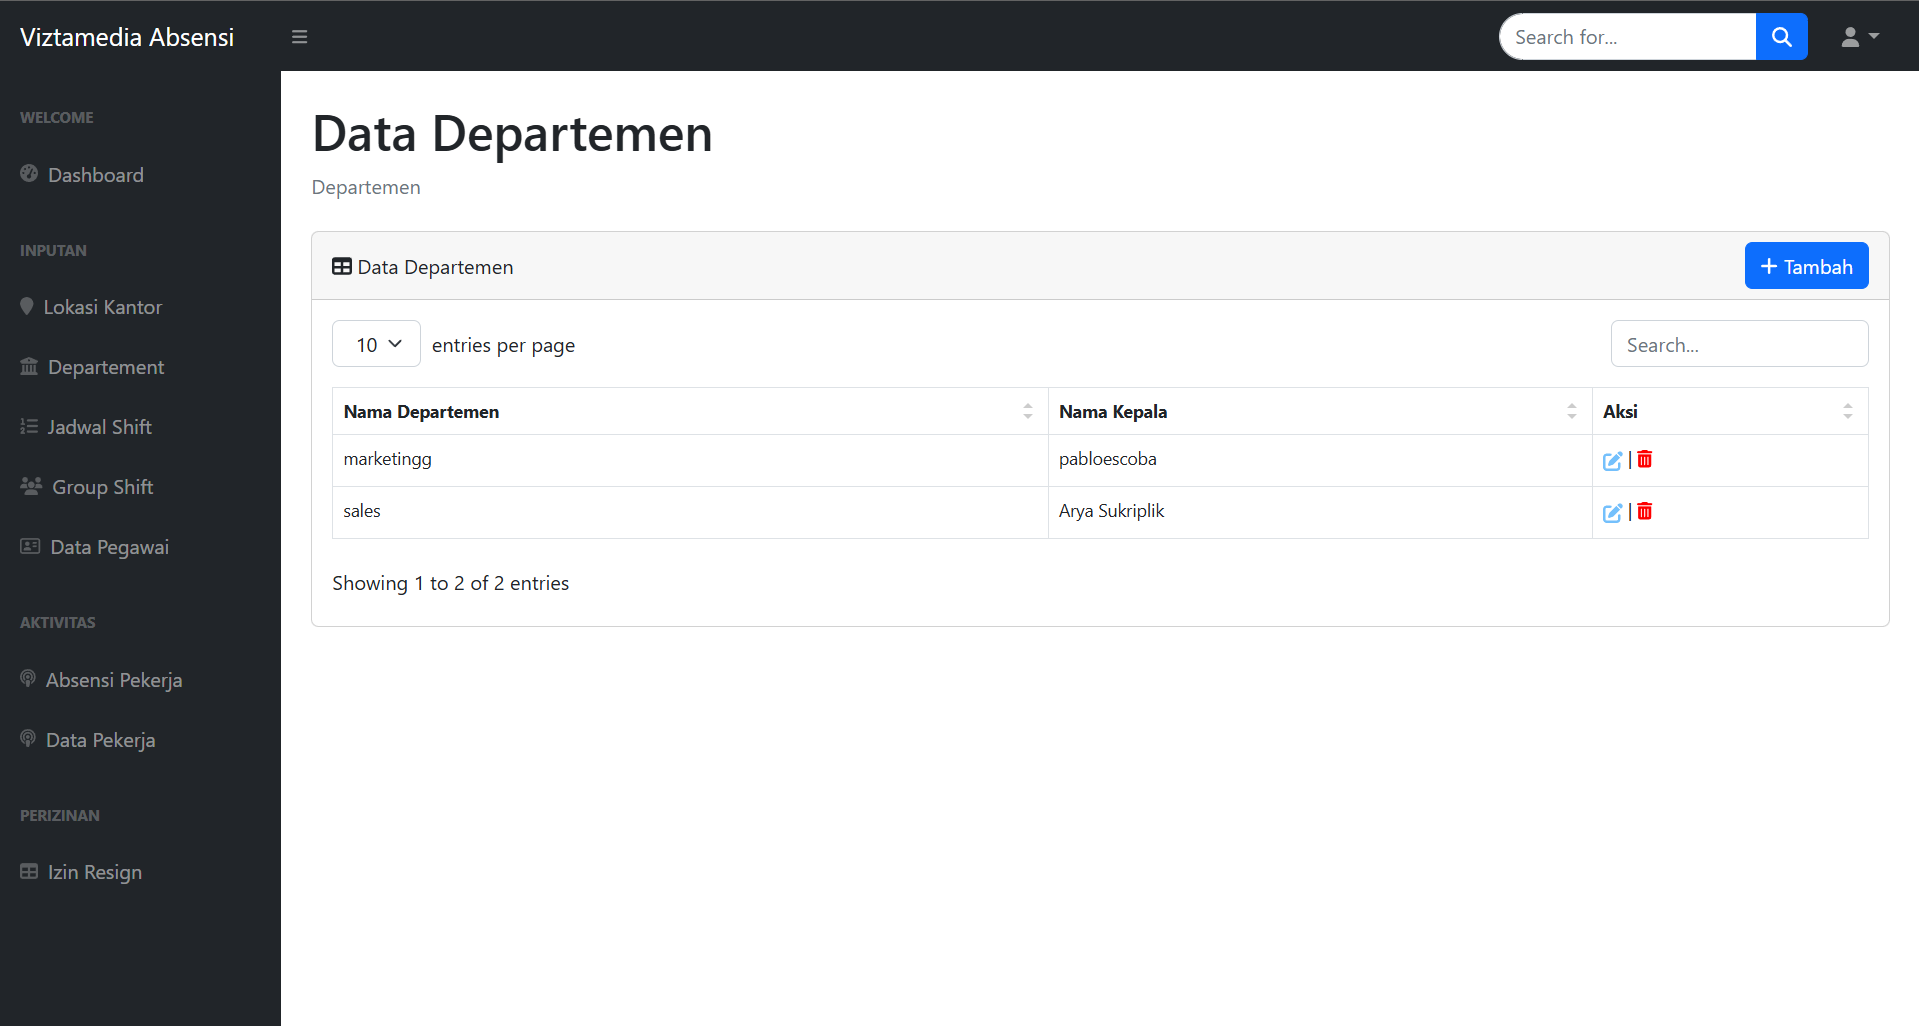 Viztamedia Absensi
Search for...
WELCOME
Dashboard
INPUTAN
Lokasi Kantor
Departement
Jadwal Shift
Group Shift
Data Pegawai
AKTIVITAS
Absensi Pekerja
Data Pekerja
PERIZINAN
Izin Resign
Data Departemen
Departemen
Data Departemen
+ Tambah
10 entries per page
Search...
Nama Departemen Nama Kepala Aksi
marketingg pabloescoba |
sales Arya Sukriplik |
Showing 1 to 2 of 2 entries